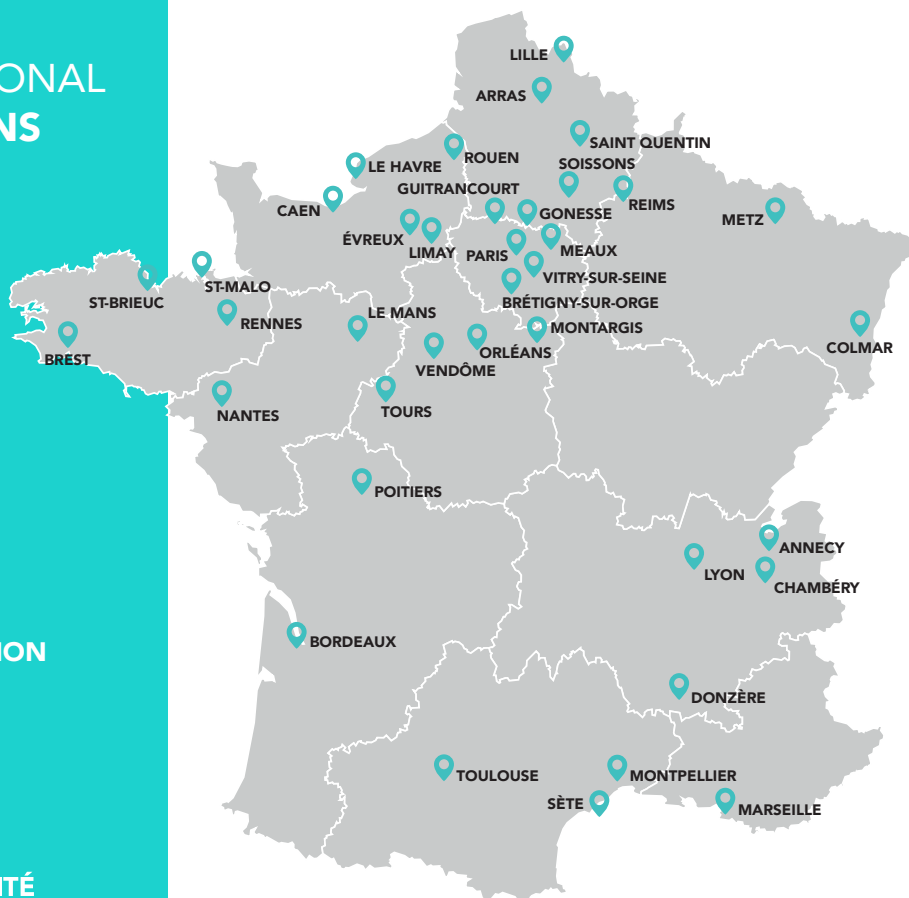 ONAL
NS
ION
ITÉ
LILLE
ARRAS
SAINT QUENTIN
ROUEN
SOISSONS
LE HAVRE
GUITRANCOURT
REIMS
CAEN
GONESSE
METZ
ÉVREUX
LIMAY
PARIS
MEAUX
VITRY-SUR-SEINE
ST-MALO
ST-BRIEUC
BRÉTIGNY-SUR-ORGE
LE MANS
RENNES
MONTARGIS
COLMAR
ORLÉANS
BREST
VENDÔME
TOURS
NANTES
POITIERS
ANNECY
LYON
CHAMBÉRY
BORDEAUX
DONZÈRE
TOULOUSE
MONTPELLIER
SÈTE
MARSEILLE